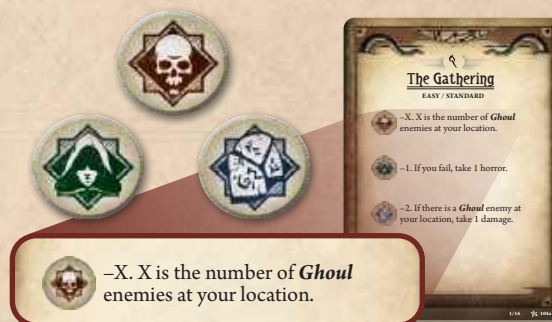 The Gathering
EASY / STANDARD
–X. X is the number of Ghoul
enemies at your location.
–1. If you fail, take 1 horror.
–2. If there is a Ghoul enemy at
your location, take 1 damage.
–X. X is the number of Ghoul
enemies at your location.
1/16